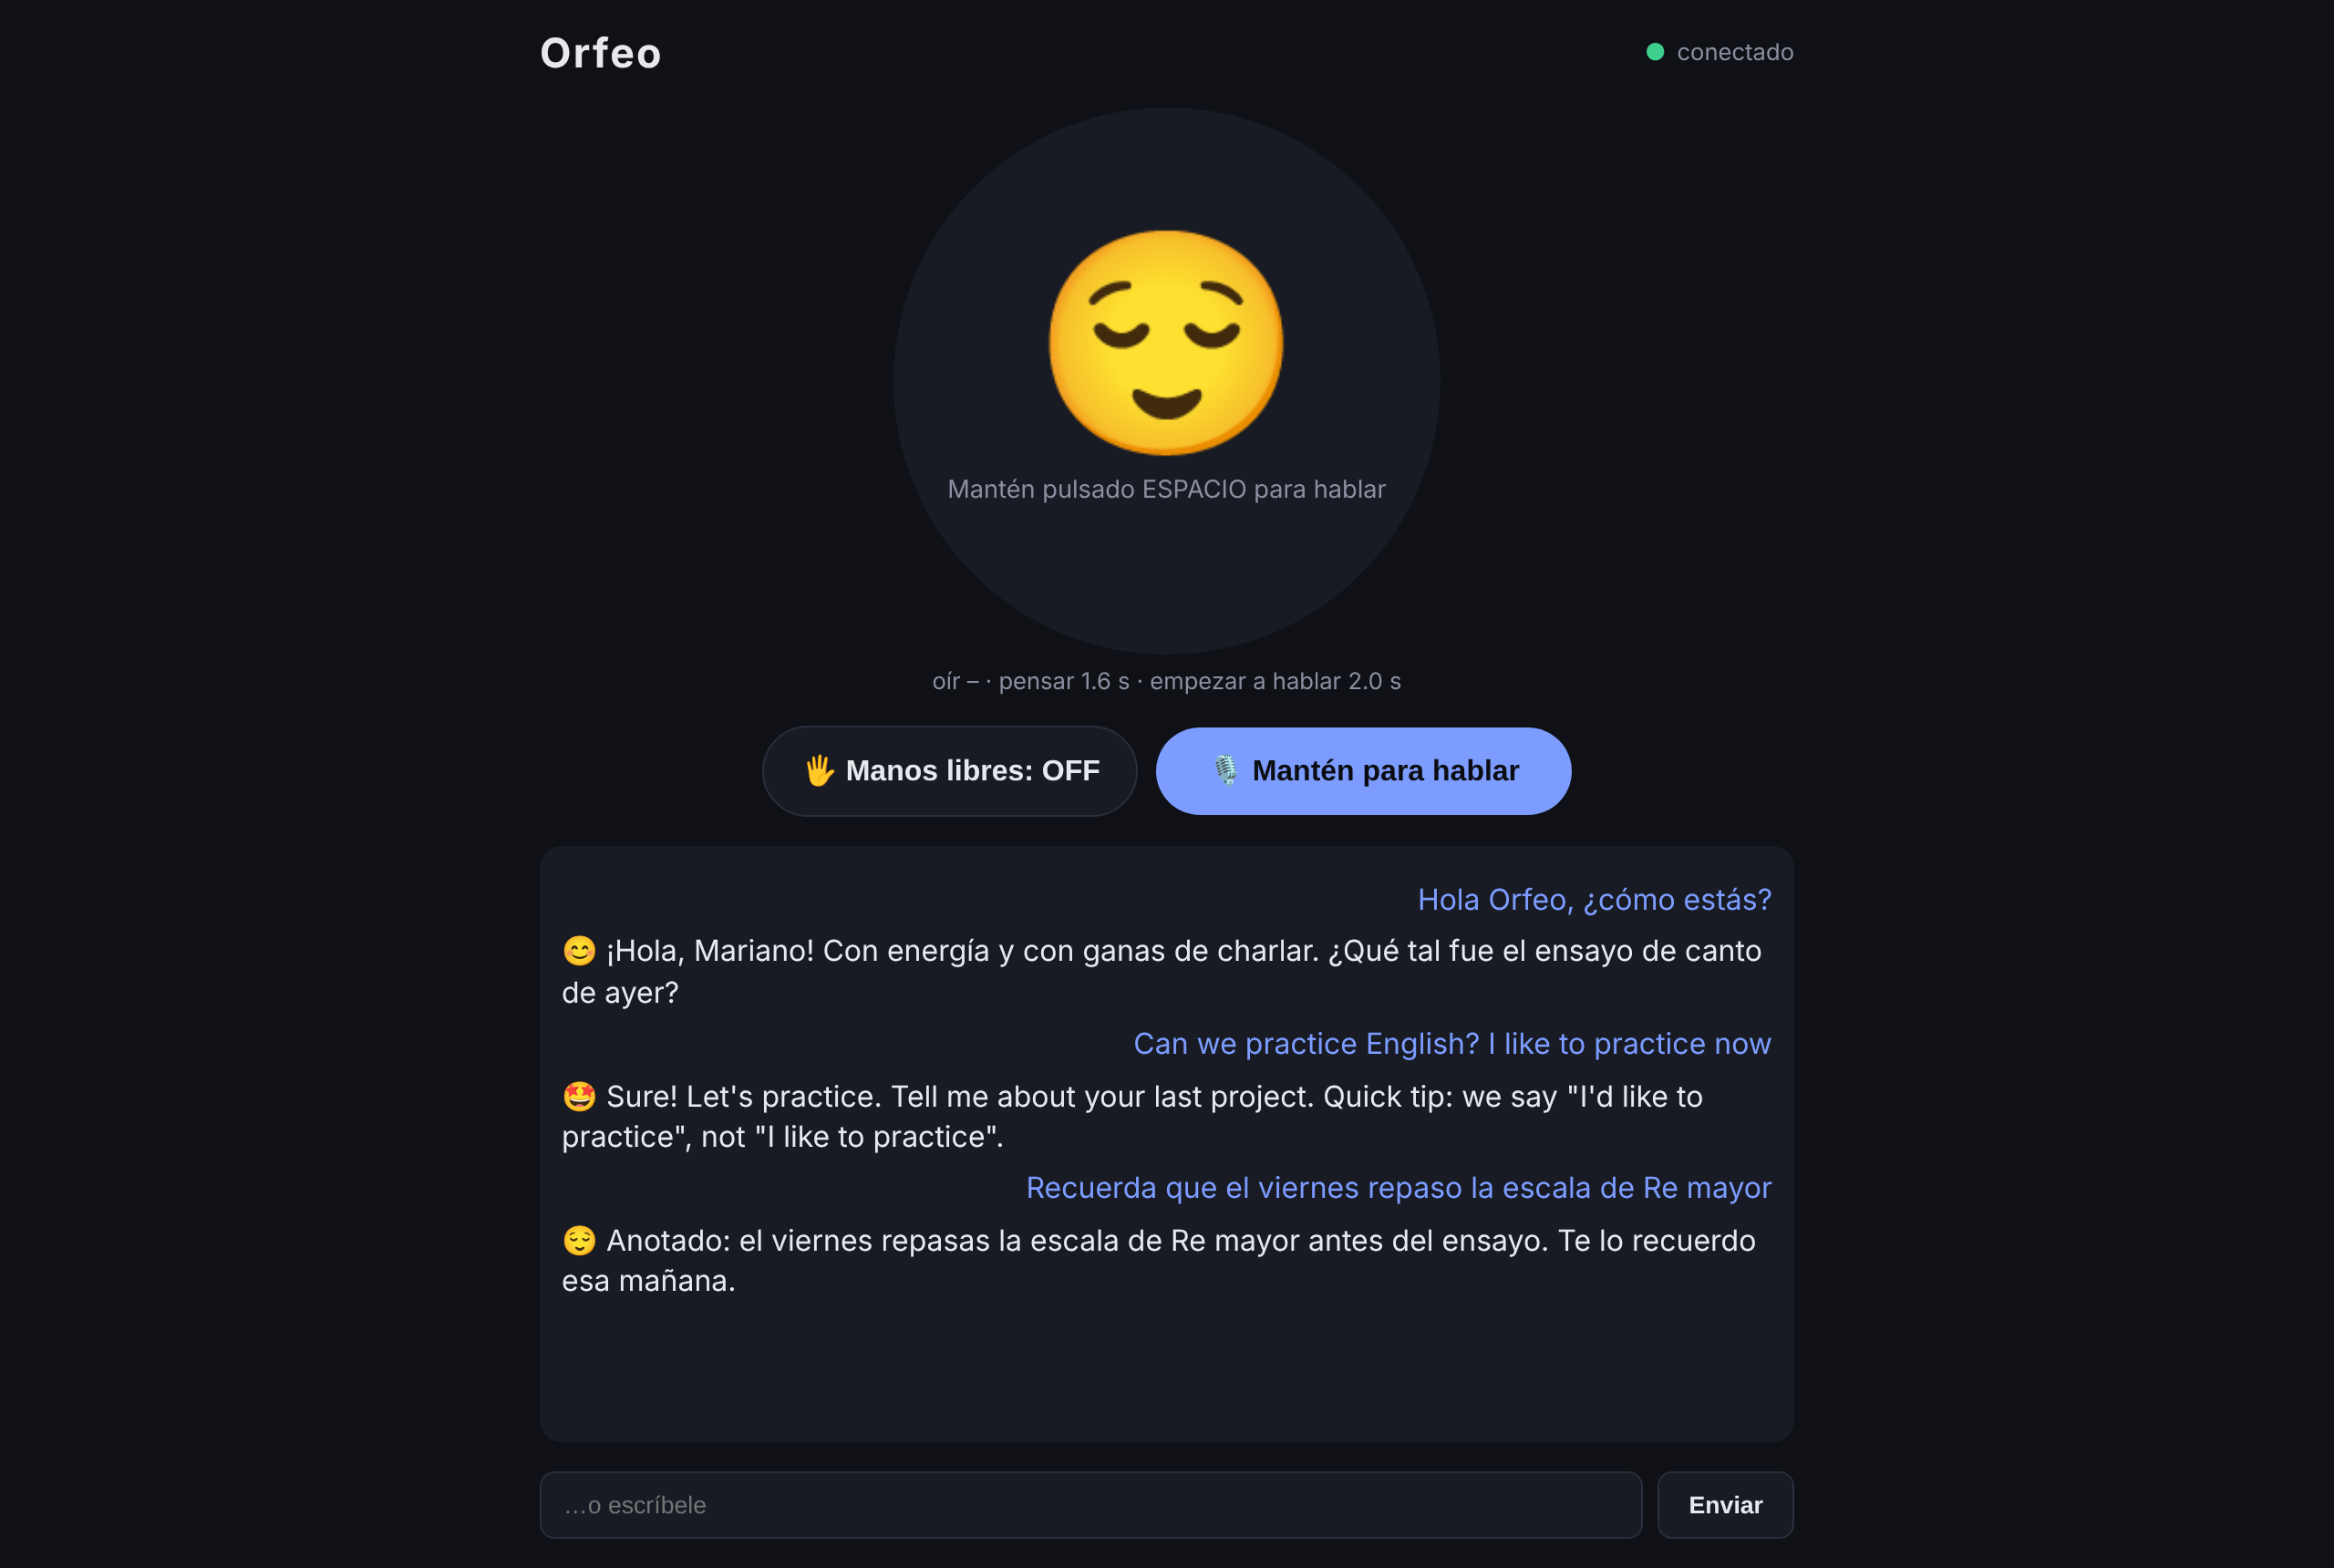 Orfeo
conectado
Mantén pulsado ESPACIO para hablar
oír – · pensar 1.6 s · empezar a hablar 2.0 s
🖐️ Manos libres: OFF
🎙️ Mantén para hablar
Hola Orfeo, ¿cómo estás?
😊 ¡Hola, Mariano! Con energía y con ganas de charlar. ¿Qué tal fue el ensayo de canto
de ayer?
Can we practice English? I like to practice now
🤩 Sure! Let's practice. Tell me about your last project. Quick tip: we say "I'd like to
practice", not "I like to practice".
Recuerda que el viernes repaso la escala de Re mayor
😌 Anotado: el viernes repasas la escala de Re mayor antes del ensayo. Te lo recuerdo
esa mañana.
…o escríbele
Enviar